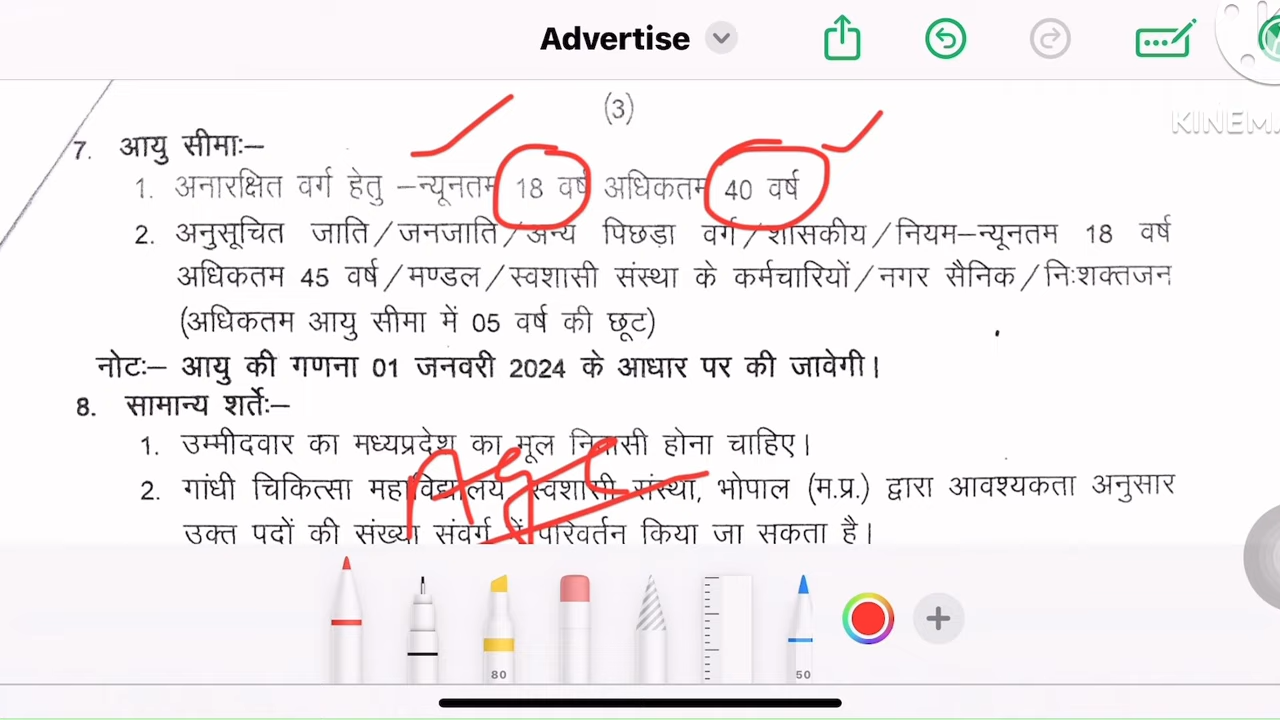 Advertise
KINEM
(3)
7. आयु सीमाः–
1. अनारक्षित वर्ग हेतु –न्यूनतम 18 वर्ष अधिकतम 40 वर्ष
2. अनुसूचित जाति/जनजाति/अन्य पिछड़ा वर्ग/शासकीय/नियम–न्यूनतम 18 वर्ष
अधिकतम 45 वर्ष/मण्डल/स्वशासी संस्था के कर्मचारियों/नगर सैनिक/निःशक्तजन
(अधिकतम आयु सीमा में 05 वर्ष की छूट)
नोटः– आयु की गणना 01 जनवरी 2024 के आधार पर की जावेगी।
8. सामान्य शर्तेः–
1. उम्मीदवार का मध्यप्रदेश का मूल निवासी होना चाहिए।
Age
2. गांधी चिकित्सा महाविद्यालय स्वशासी संस्था, भोपाल (म.प्र.) द्वारा आवश्यकता अनुसार
उक्त पदों की संख्या संवर्ग में परिवर्तन किया जा सकता है।
80
50